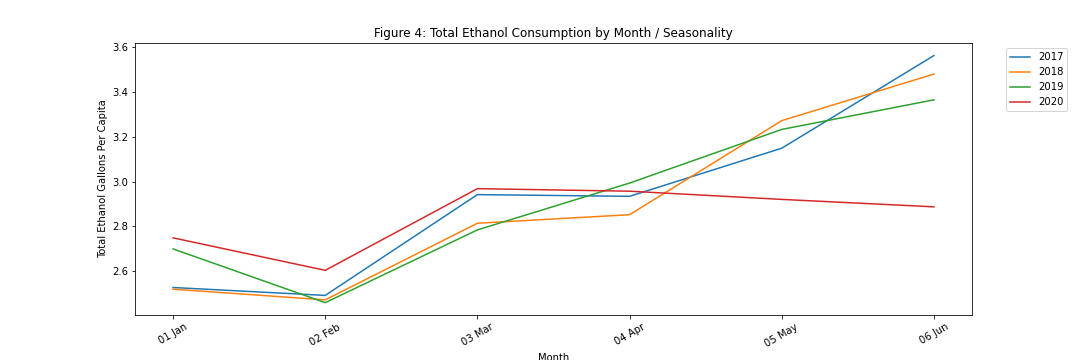 Figure 4: Total Ethanol Consumption by Month / Seasonality
Total Ethanol Gallons Per Capita
3.6
3.4
3.2
3.0
2.8
2.6
01 Jan
02 Feb
03 Mar
04 Apr
05 May
06 Jun
Month
2017
2018
2019
2020